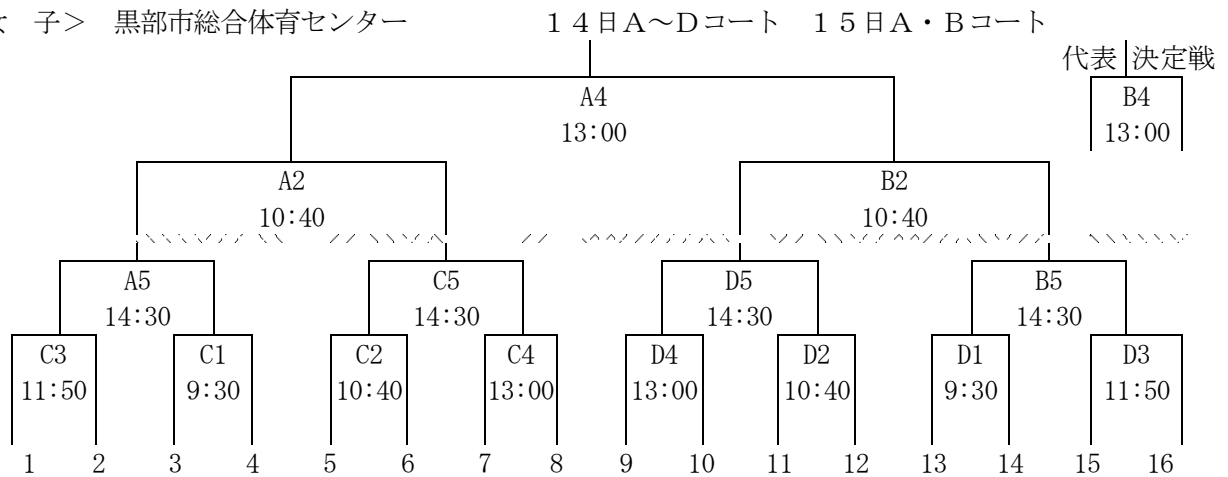 子＞　黒部市総合体育センター　１４日Ａ～Ｄコート　１５日Ａ・Ｂコート
代表 決定戦
A4 B4
13:00 13:00
A2 B2
10:40 10:40
A5 C5 D5 B5
14:30 14:30 14:30 14:30
C3 C1 C2 C4 D4 D2 D1 D3
11:50 9:30 10:40 13:00 13:00 10:40 9:30 11:50
1 2 3 4 5 6 7 8 9 10 11 12 13 14 15 16